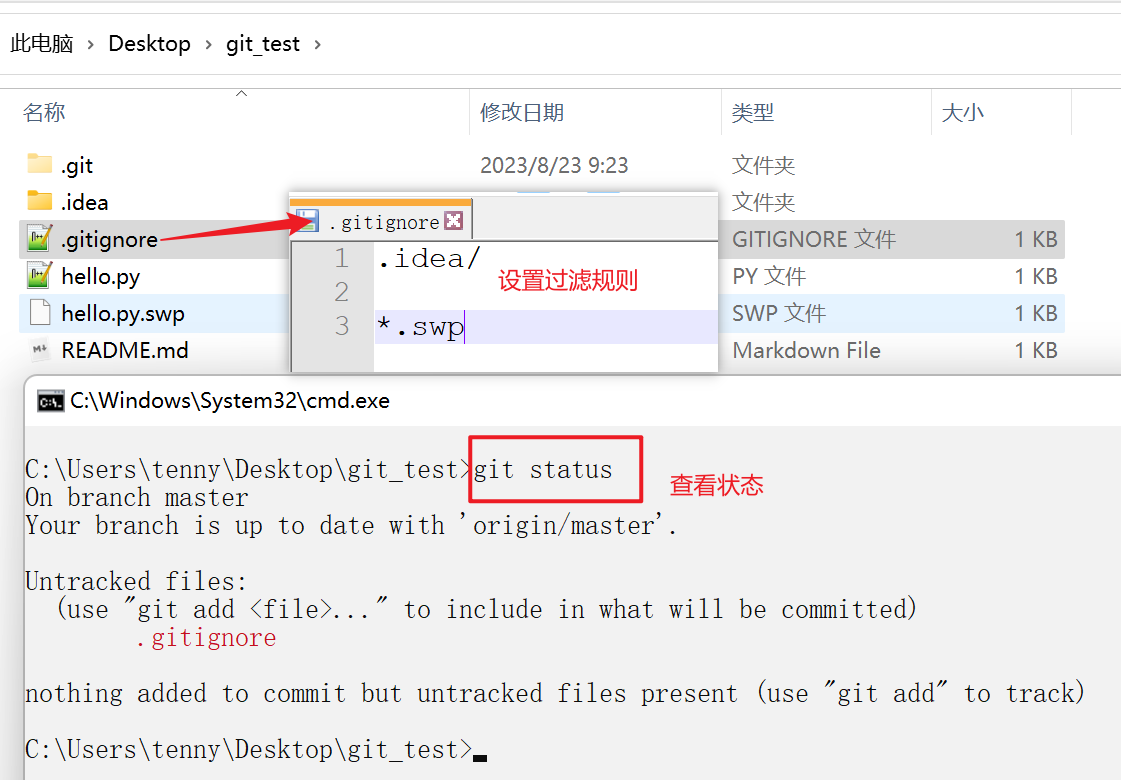 此电脑 > Desktop > git_test >
名称 修改日期 类型 大小
.git 2023/8/23 9:23 文件夹
.idea 文件夹
.gitignore GITIGNORE 文件 1 KB
hello.py PY 文件 1 KB
hello.py.swp SWP 文件 1 KB
README.md Markdown File 1 KB
.gitignore
1 .idea/
2
3 *.swp
设置过滤规则
C:\Windows\System32\cmd.exe
C:\Users\tenny\Desktop\git_test>git status
查看状态
On branch master
Your branch is up to date with 'origin/master'.
Untracked files:
(use "git add <file>..." to include in what will be committed)
.gitignore
nothing added to commit but untracked files present (use "git add" to track)
C:\Users\tenny\Desktop\git_test>